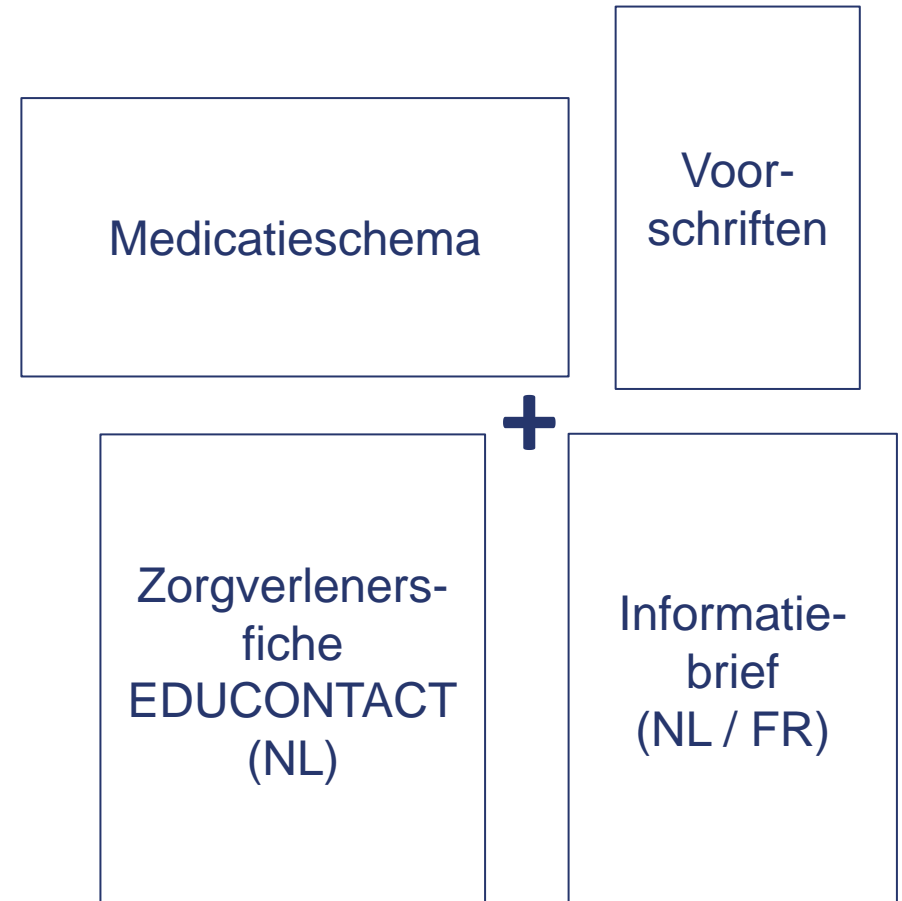 Medicatieschema
Voor-
schriften
+
Zorgverleners-
fiche
EDUCONTACT
(NL)
Informatie-
brief
(NL / FR)